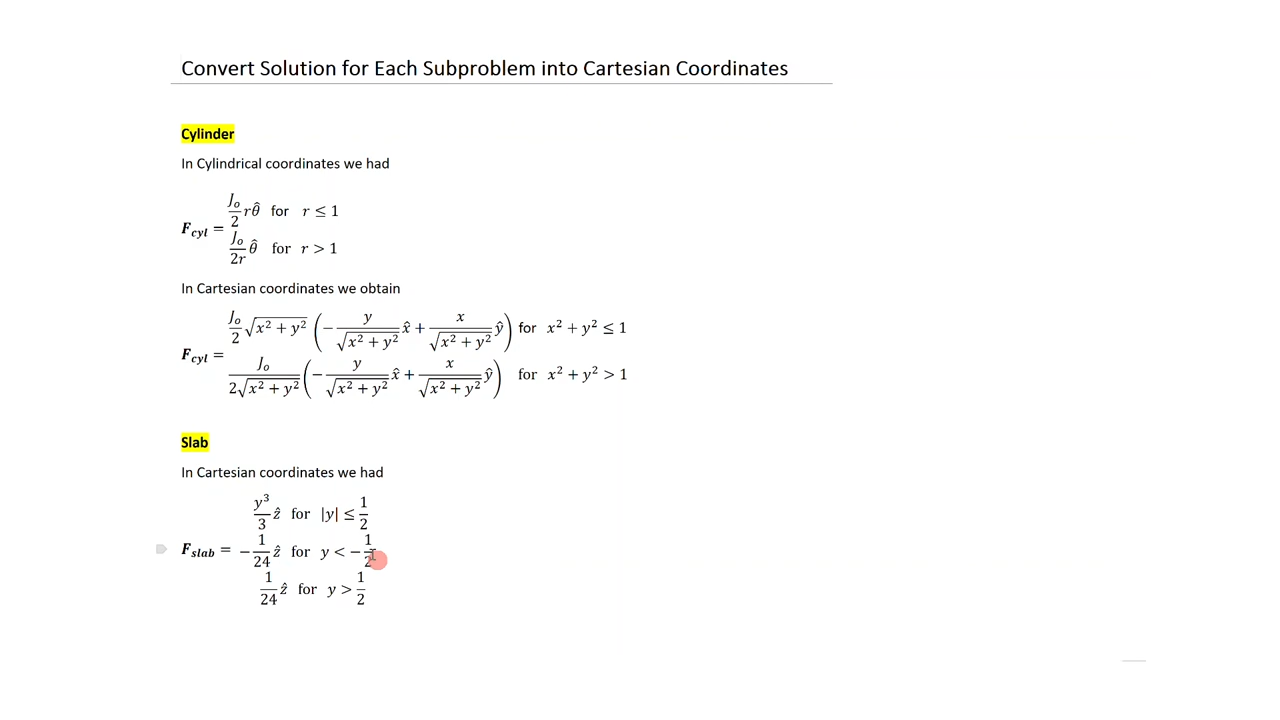 Convert Solution for Each Subproblem into Cartesian Coordinates
Cylinder
In Cylindrical coordinates we had
F_cyl = J_o/2 r θ̂ for r ≤ 1
J_o/2r θ̂ for r > 1
In Cartesian coordinates we obtain
F_cyl = J_o/2 √(x² + y²) (− y/√(x² + y²) x̂ + x/√(x² + y²) ŷ) for x² + y² ≤ 1
J_o/2√(x² + y²) (− y/√(x² + y²) x̂ + x/√(x² + y²) ŷ) for x² + y² > 1
Slab
In Cartesian coordinates we had
y³/3 ẑ for |y| ≤ 1/2
F_slab = − 1/24 ẑ for y < − 1/2
1/24 ẑ for y > 1/2